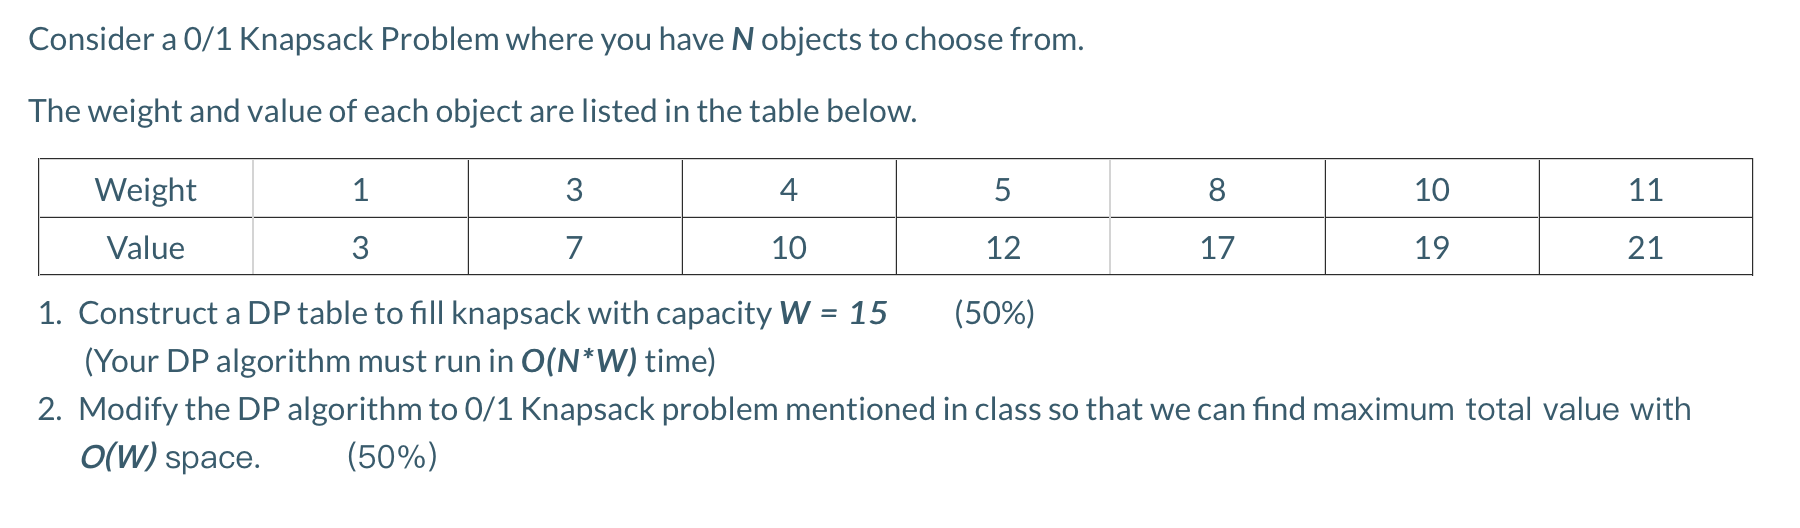 Consider a 0/1 Knapsack Problem where you have N objects to choose from.
The weight and value of each object are listed in the table below.
Weight 1 3 4 5 8 10 11
Value 3 7 10 12 17 19 21
1. Construct a DP table to fill knapsack with capacity W = 15 (50%)
(Your DP algorithm must run in O(N*W) time)
2. Modify the DP algorithm to 0/1 Knapsack problem mentioned in class so that we can find maximum total value with
O(W) space. (50%)